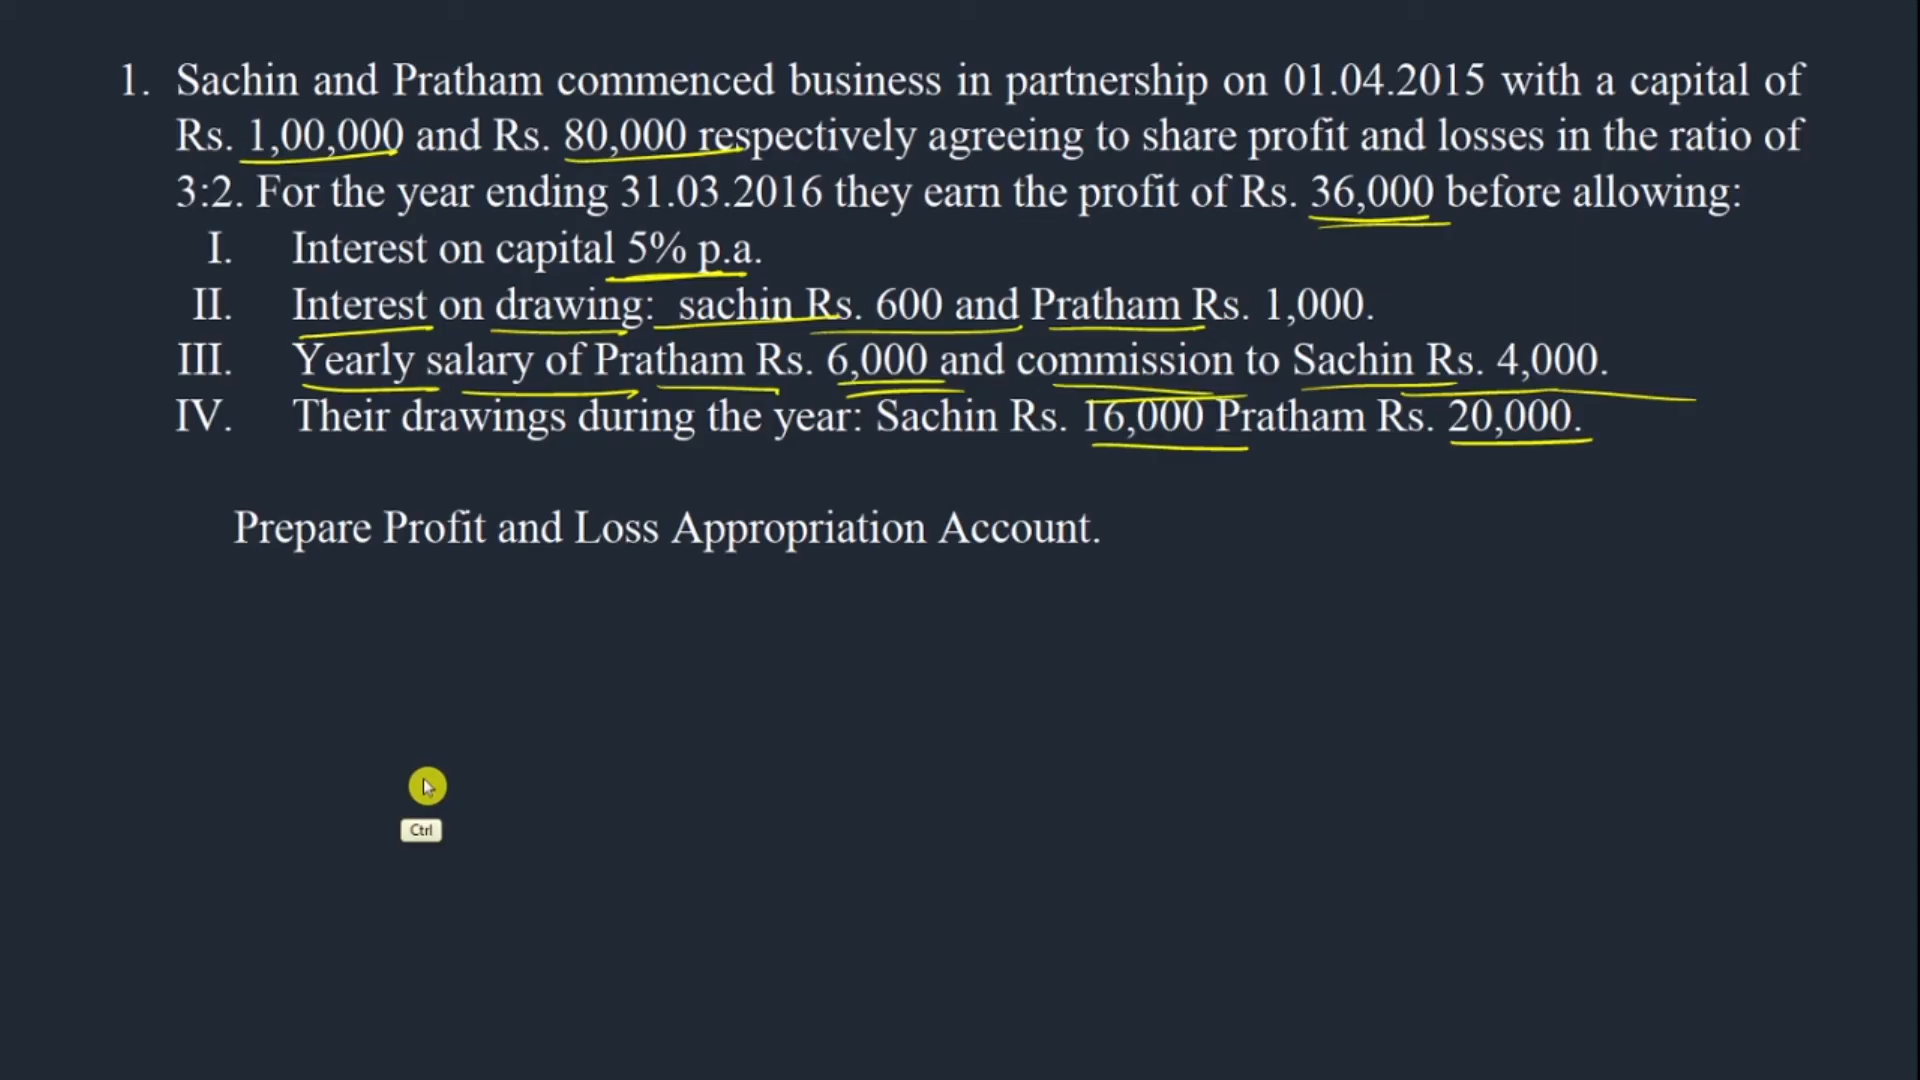 1. Sachin and Pratham commenced business in partnership on 01.04.2015 with a capital of
Rs. 1,00,000 and Rs. 80,000 respectively agreeing to share profit and losses in the ratio of
3:2. For the year ending 31.03.2016 they earn the profit of Rs. 36,000 before allowing:
I. Interest on capital 5% p.a.
II. Interest on drawing: sachin Rs. 600 and Pratham Rs. 1,000.
III. Yearly salary of Pratham Rs. 6,000 and commission to Sachin Rs. 4,000.
IV. Their drawings during the year: Sachin Rs. 16,000 Pratham Rs. 20,000.
Prepare Profit and Loss Appropriation Account.
Ctrl